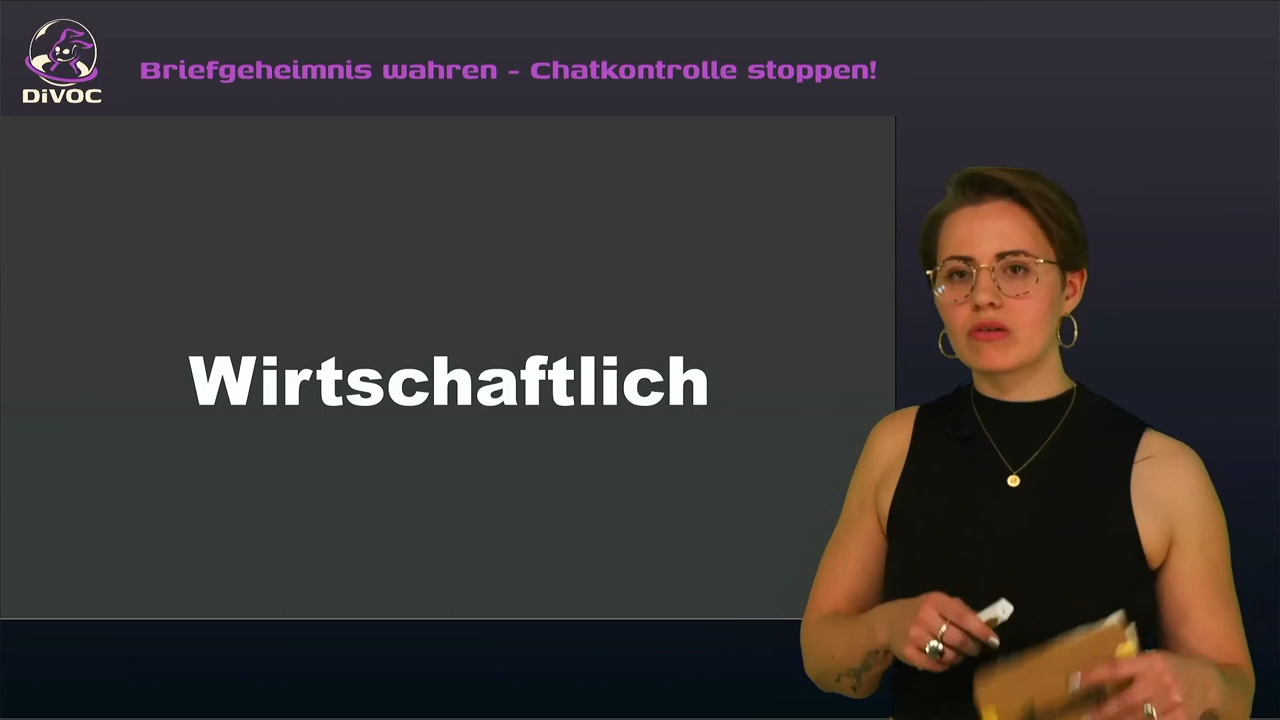 Briefgeheimnis wahren - Chatkontrolle stoppen!
DiVOC
Wirtschaftlich